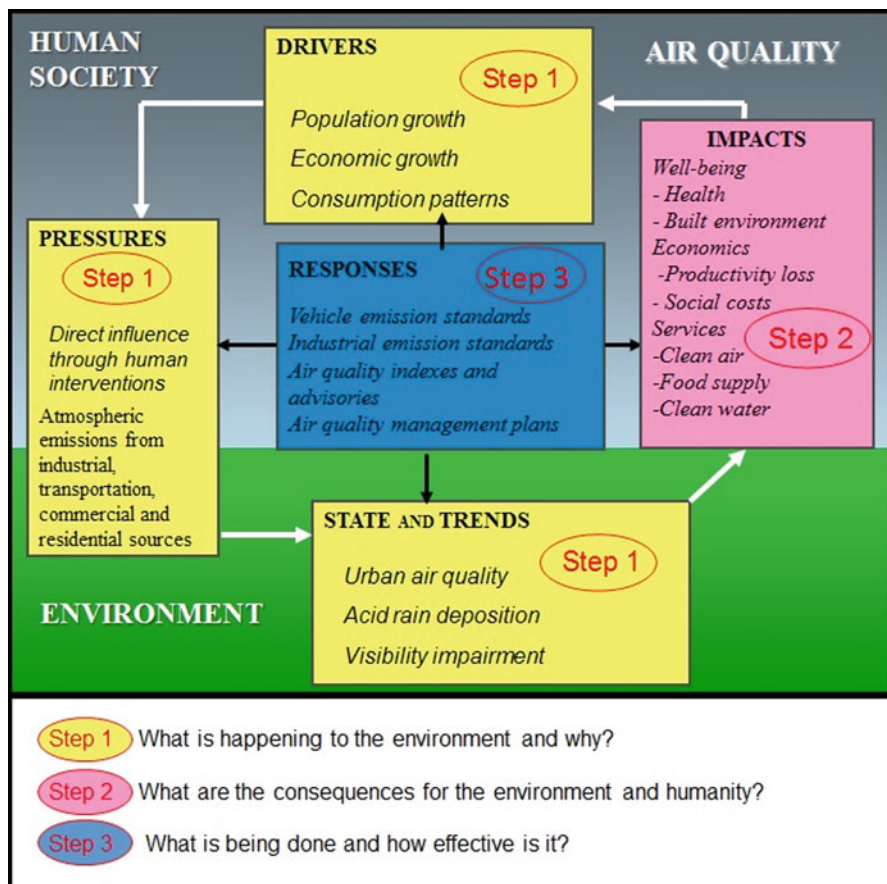 HUMAN
SOCIETY
AIR QUALITY
DRIVERS
Step 1
Population growth
Economic growth
Consumption patterns
IMPACTS
Well-being
- Health
- Built environment
Economics
-Productivity loss
- Social costs
Services
-Clean air
-Food supply
-Clean water
Step 2
PRESSURES
Step 1
Direct influence
through human
interventions
Atmospheric
emissions from
industrial,
transportation,
commercial and
residential sources
RESPONSES
Step 3
Vehicle emission standards
Industrial emission standards
Air quality indexes and
advisories
Air quality management plans
STATE AND TRENDS
Step 1
Urban air quality
Acid rain deposition
Visibility impairment
ENVIRONMENT
Step 1 What is happening to the environment and why?
Step 2 What are the consequences for the environment and humanity?
Step 3 What is being done and how effective is it?